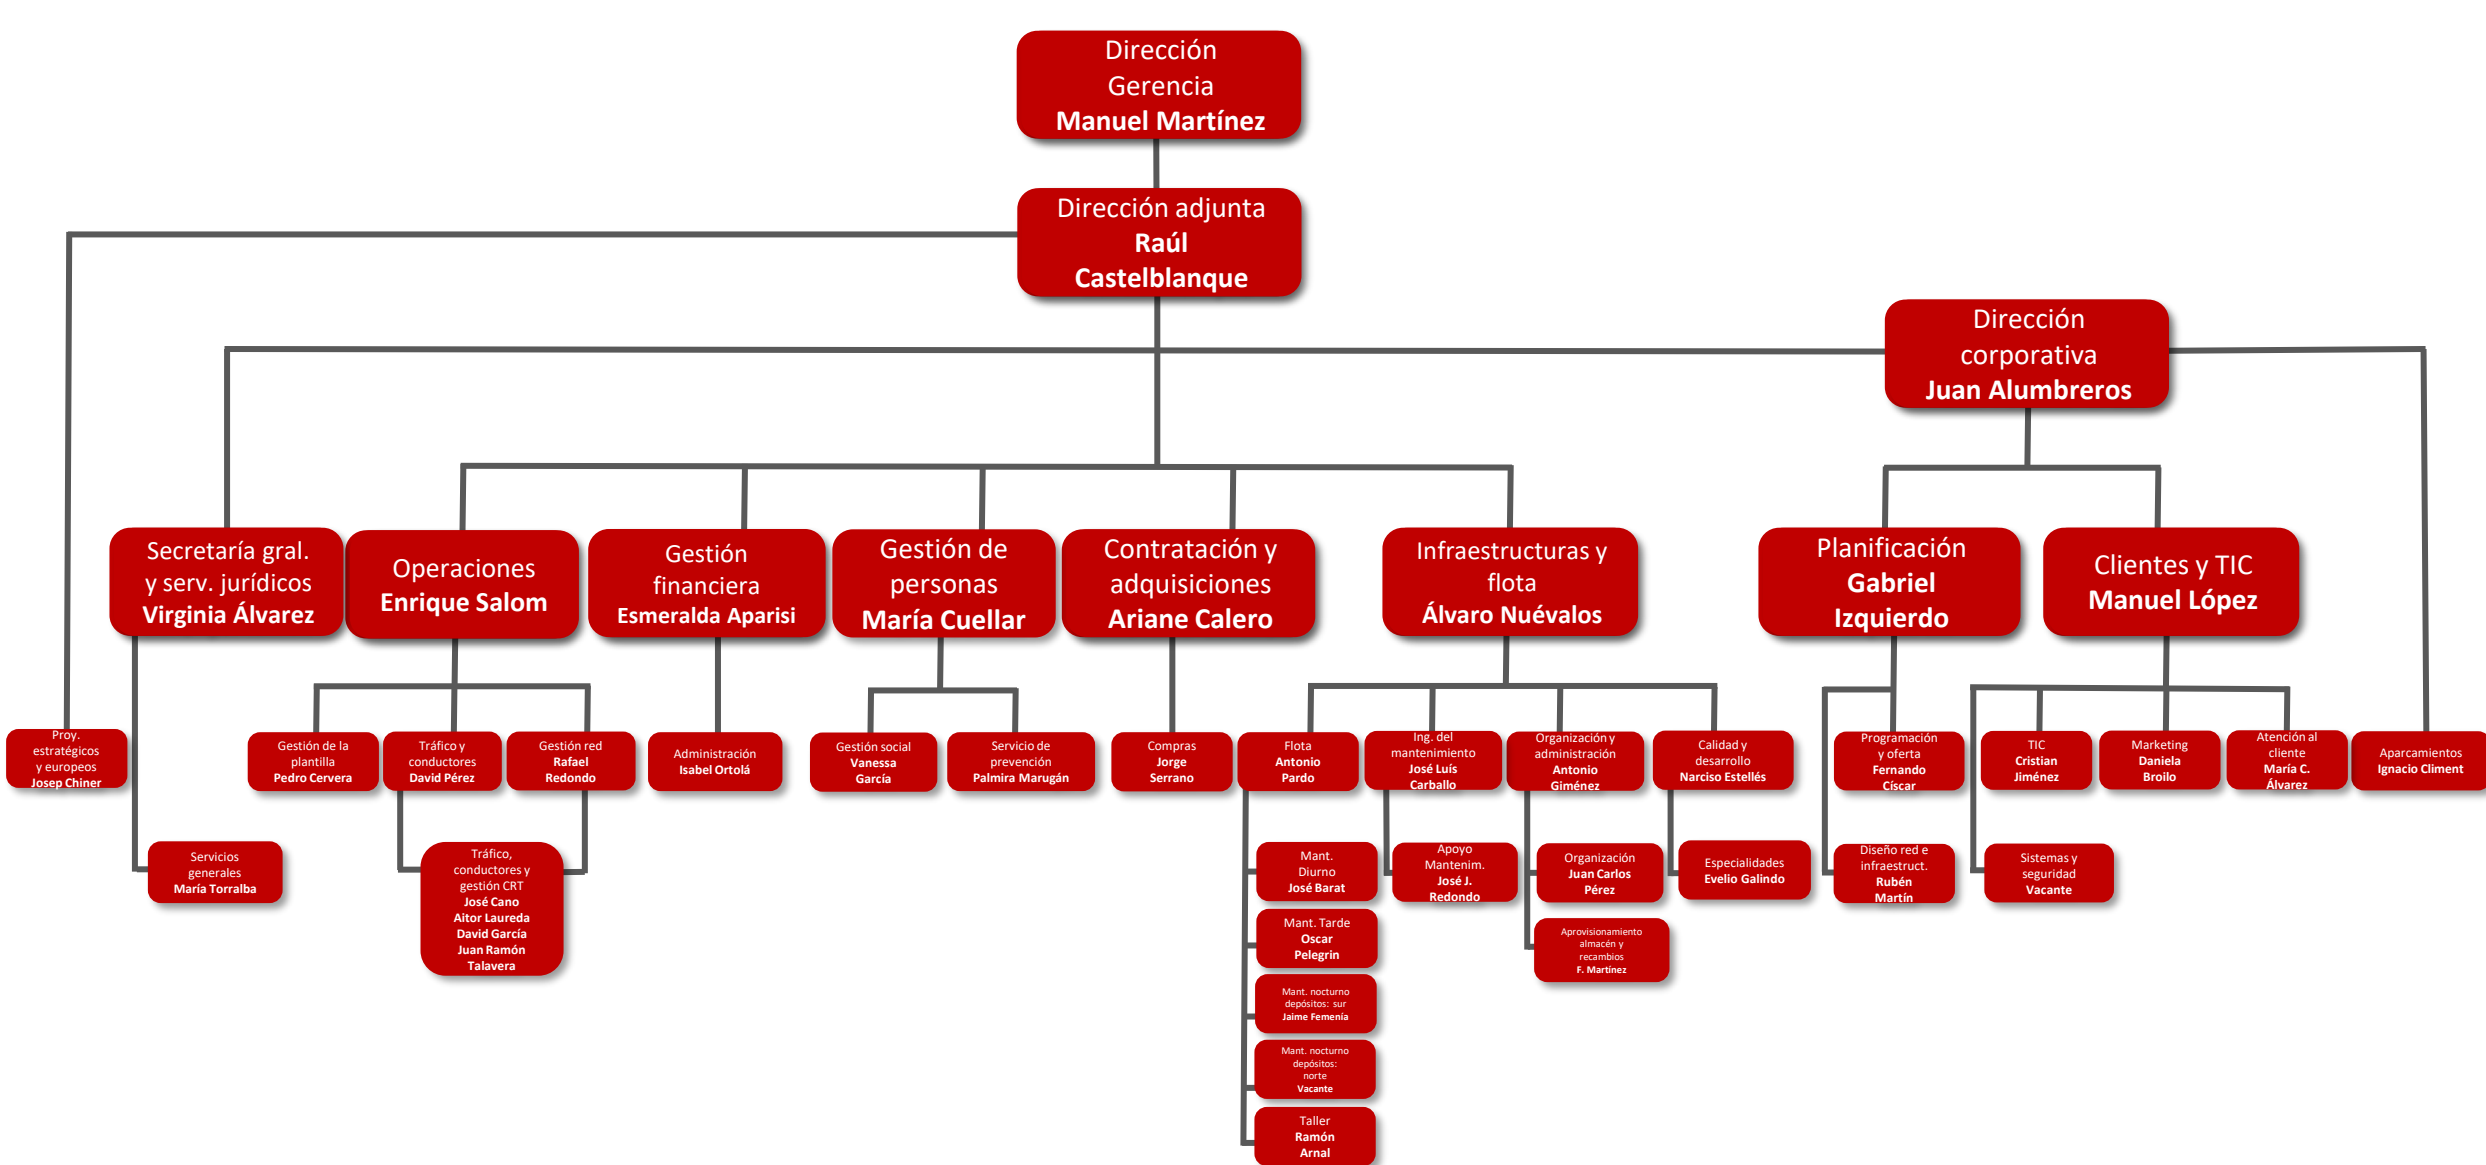 Dirección
Gerencia
Manuel Martínez
Dirección adjunta
Raúl
Castelblanque
Dirección
corporativa
Juan Alumbreros
Secretaría gral.
y serv. jurídicos
Virginia Álvarez
Operaciones
Enrique Salom
Gestión
financiera
Esmeralda Aparisi
Gestión de
personas
María Cuellar
Contratación y
adquisiciones
Ariane Calero
Infraestructuras y
flota
Álvaro Nuévalos
Planificación
Gabriel
Izquierdo
Clientes y TIC
Manuel López
Proy.
estratégicos
y europeos
Josep Chiner
Gestión de la
plantilla
Pedro Cervera
Tráfico y
conductores
David Pérez
Gestión red
Rafael
Redondo
Administración
Isabel Ortolá
Gestión social
Vanessa
García
Servicio de
prevención
Palmira Marugán
Compras
Jorge
Serrano
Flota
Antonio
Pardo
Ing. del
mantenimiento
José Luís
Carballo
Organización y
administración
Antonio
Giménez
Calidad y
desarrollo
Narciso Estellés
Programación
y oferta
Fernando
Císcar
TIC
Cristian
Jiménez
Marketing
Daniela
Broilo
Atención al
cliente
María C.
Álvarez
Aparcamientos
Ignacio Climent
Servicios
generales
María Torralba
Tráfico,
conductores y
gestión CRT
José Cano
Aitor Laureda
David García
Juan Ramón
Talavera
Mant.
Diurno
José Barat
Apoyo
Mantenim.
José J.
Redondo
Organización
Juan Carlos
Pérez
Especialidades
Evelio Galindo
Diseño red e
infraestruct.
Rubén
Martín
Sistemas y
seguridad
Vacante
Mant. Tarde
Oscar
Pelegrin
Aprovisionamiento
almacén y
recambios
F. Martínez
Mant. nocturno
depósitos: sur
Jaime Femenía
Mant. nocturno
depósitos:
norte
Vacante
Taller
Ramón
Arnal